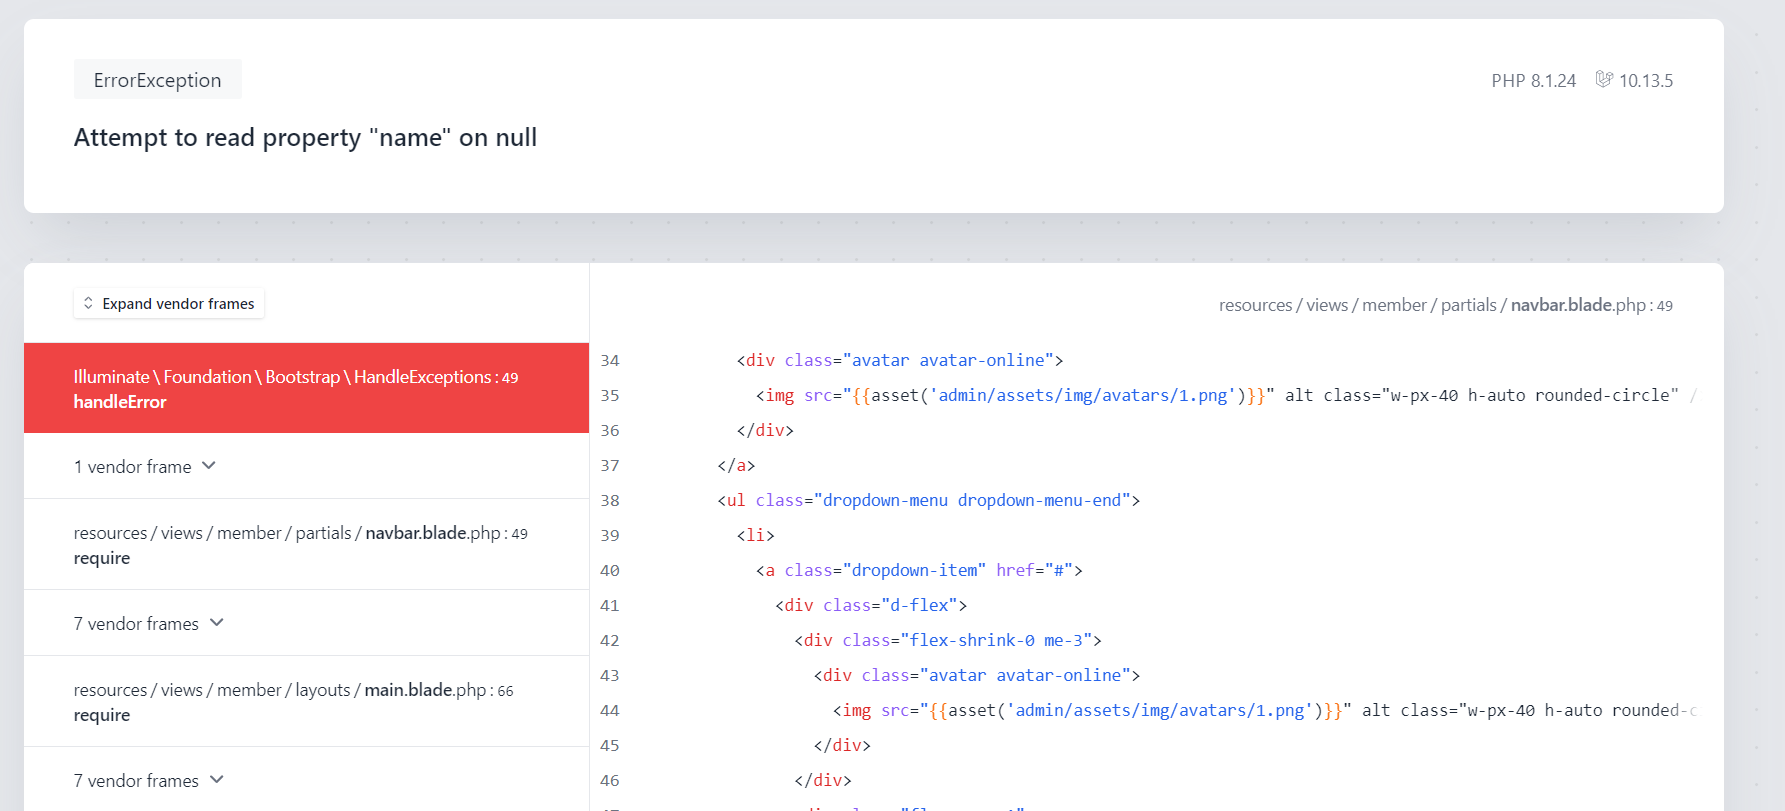 ErrorException
PHP 8.1.24 10.13.5
Attempt to read property "name" on null
Expand vendor frames
Illuminate \ Foundation \ Bootstrap \ HandleExceptions : 49
handleError
1 vendor frame
resources / views / member / partials / navbar.blade.php : 49
require
7 vendor frames
resources / views / member / layouts / main.blade.php : 66
require
7 vendor frames
resources / views / member / partials / navbar.blade.php : 49
34 <div class="avatar avatar-online">
35 <img src="{{asset('admin/assets/img/avatars/1.png')}}" alt class="w-px-40 h-auto rounded-circle" /
36 </div>
37 </a>
38 <ul class="dropdown-menu dropdown-menu-end">
39 <li>
40 <a class="dropdown-item" href="#">
41 <div class="d-flex">
42 <div class="flex-shrink-0 me-3">
43 <div class="avatar avatar-online">
44 <img src="{{asset('admin/assets/img/avatars/1.png')}}" alt class="w-px-40 h-auto rounded-c
45 </div>
46 </div>